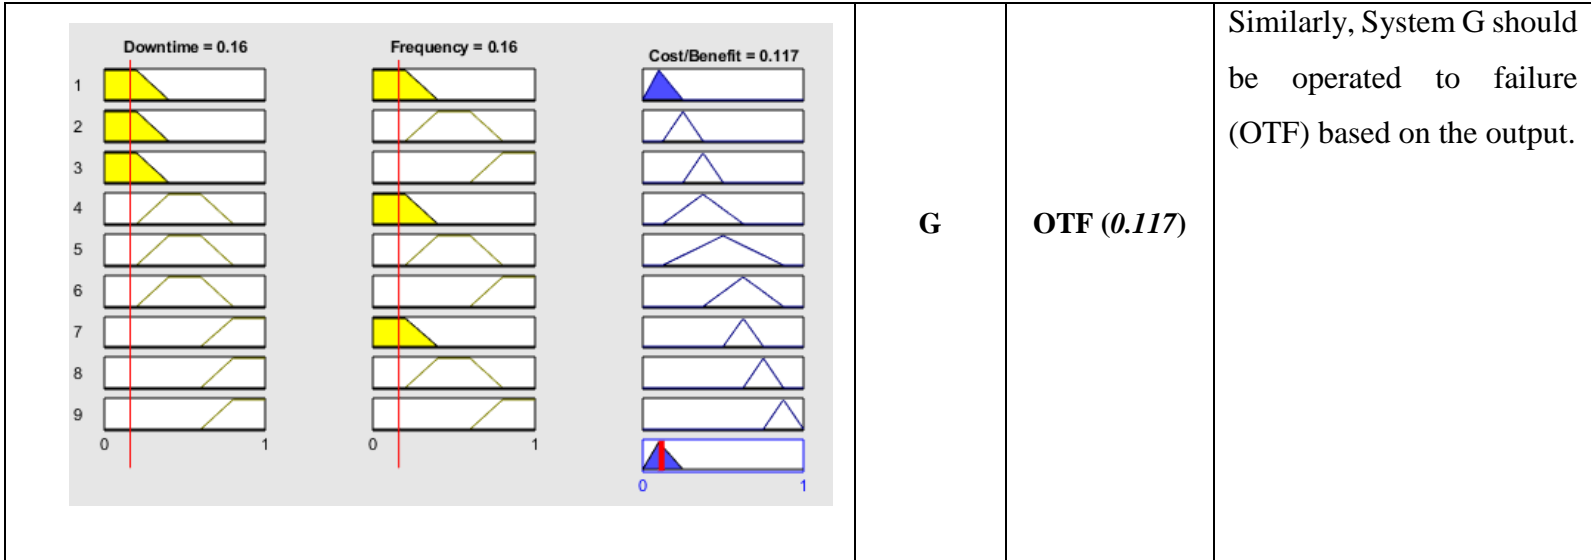 Downtime = 0.16
Frequency = 0.16
Cost/Benefit = 0.117
1
2
3
4
5
6
7
8
9
0 1
0 1
0 1
G
OTF (0.117)
Similarly, System G should
be operated to failure
(OTF) based on the output.